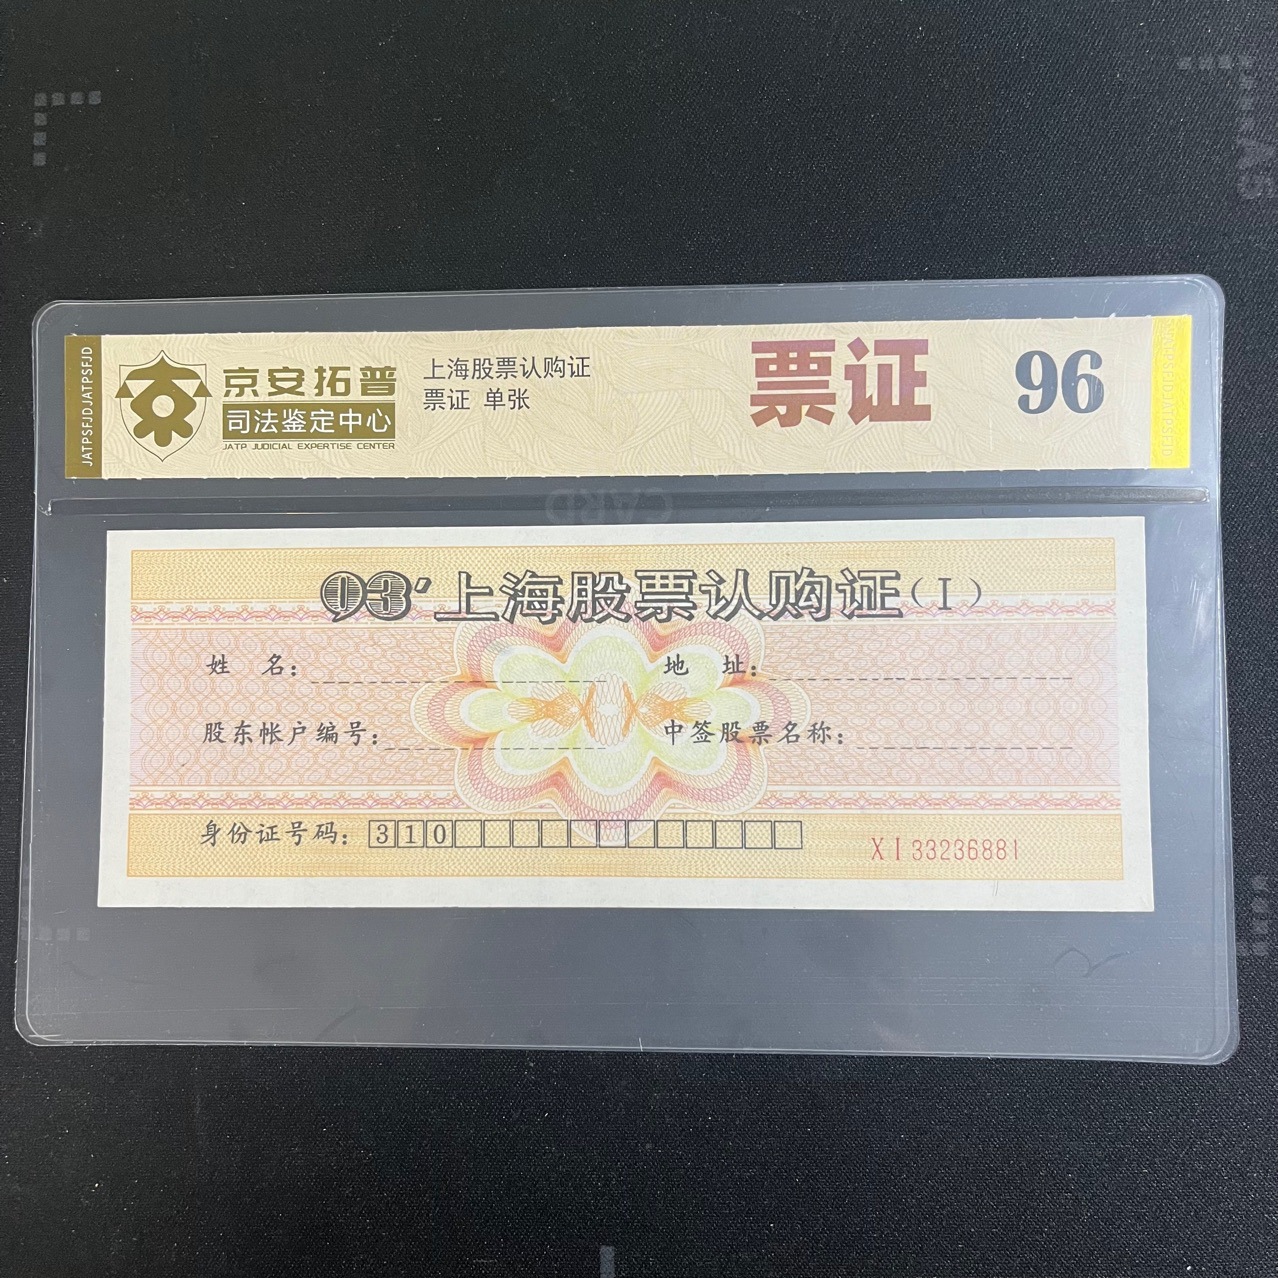 JATPSFJDJATPSFJD
京安拓普
司法鉴定中心
JATP JUDICIAL EXPERTISE CENTER
上海股票认购证
票证 单张
票证
96
CARD
93'上海股票认购证(I)
姓 名:
地 址:
股东帐户编号:
中签股票名称:
身份证号码: 310
XI33236881
A5